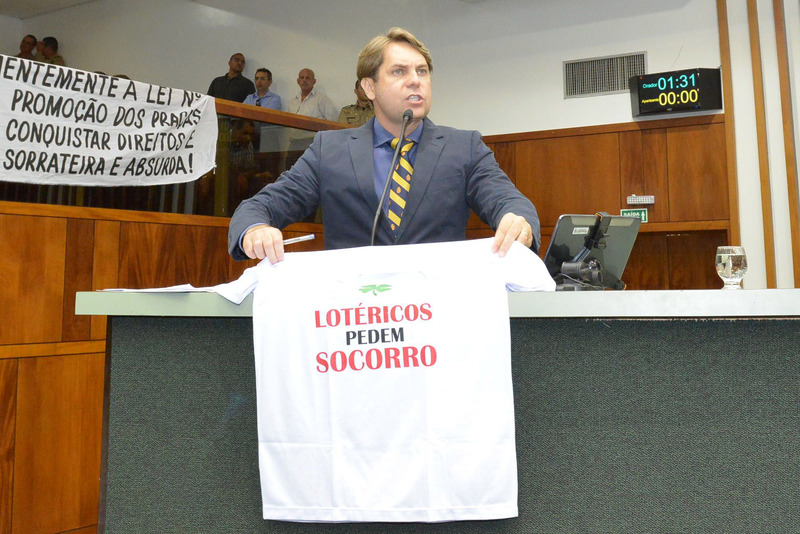 ENTEMENTE A LEI Nº
PROMOÇÃO DOS PRAÇAS
CONQUISTAR DIREITOS É
SORRATEIRA E ABSURDA!
Orador 01:31
Aparteante 00:00
SAÍDA
LOTÉRICOS
PEDEM
SOCORRO